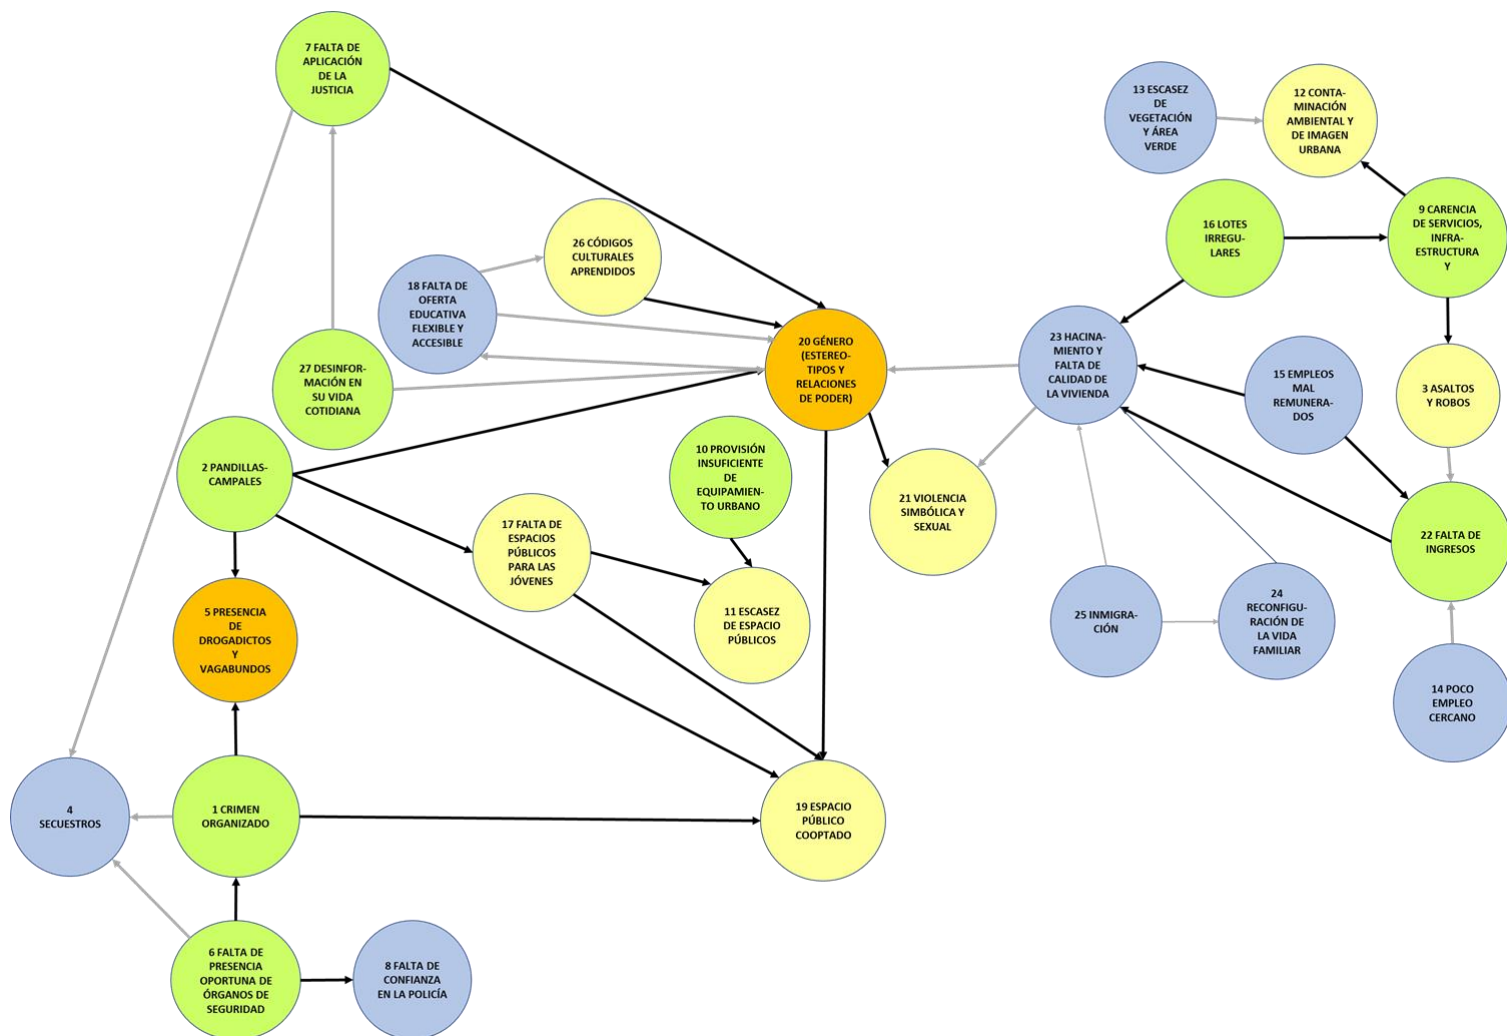 7 FALTA DE
APLICACIÓN
DE LA
JUSTICIA
13 ESCASEZ
DE
VEGETACIÓN
Y ÁREA
VERDE
12 CONTA-
MINACIÓN
AMBIENTAL Y
DE IMAGEN
URBANA
16 LOTES
IRREGU-
LARES
9 CARENCIA
DE SERVICIOS,
INFRA-
ESTRUCTURA
Y
26 CÓDIGOS
CULTURALES
APRENDIDOS
18 FALTA DE
OFERTA
EDUCATIVA
FLEXIBLE Y
ACCESIBLE
27 DESINFOR-
MACIÓN EN
SU VIDA
COTIDIANA
20 GÉNERO
(ESTEREO-
TIPOS Y
RELACIONES
DE PODER)
23 HACINA-
MIENTO Y
FALTA DE
CALIDAD DE
LA VIVIENDA
15 EMPLEOS
MAL
REMUNERA-
DOS
3 ASALTOS
Y ROBOS
2 PANDILLAS-
CAMPALES
10 PROVISIÓN
INSUFICIENTE
DE
EQUIPAMIEN-
TO URBANO
21 VIOLENCIA
SIMBÓLICA Y
SEXUAL
17 FALTA DE
ESPACIOS
PÚBLICOS
PARA LAS
JÓVENES
22 FALTA DE
INGRESOS
5 PRESENCIA
DE
DROGADICTOS
Y
VAGABUNDOS
11 ESCASEZ
DE ESPACIO
PÚBLICOS
25 INMIGRA-
CIÓN
24
RECONFIGU-
RACIÓN DE
LA VIDA
FAMILIAR
14 POCO
EMPLEO
CERCANO
4
SECUESTROS
1 CRIMEN
ORGANIZADO
19 ESPACIO
PÚBLICO
COOPTADO
6 FALTA DE
PRESENCIA
OPORTUNA DE
ÓRGANOS DE
SEGURIDAD
8 FALTA DE
CONFIANZA
EN LA POLICÍA